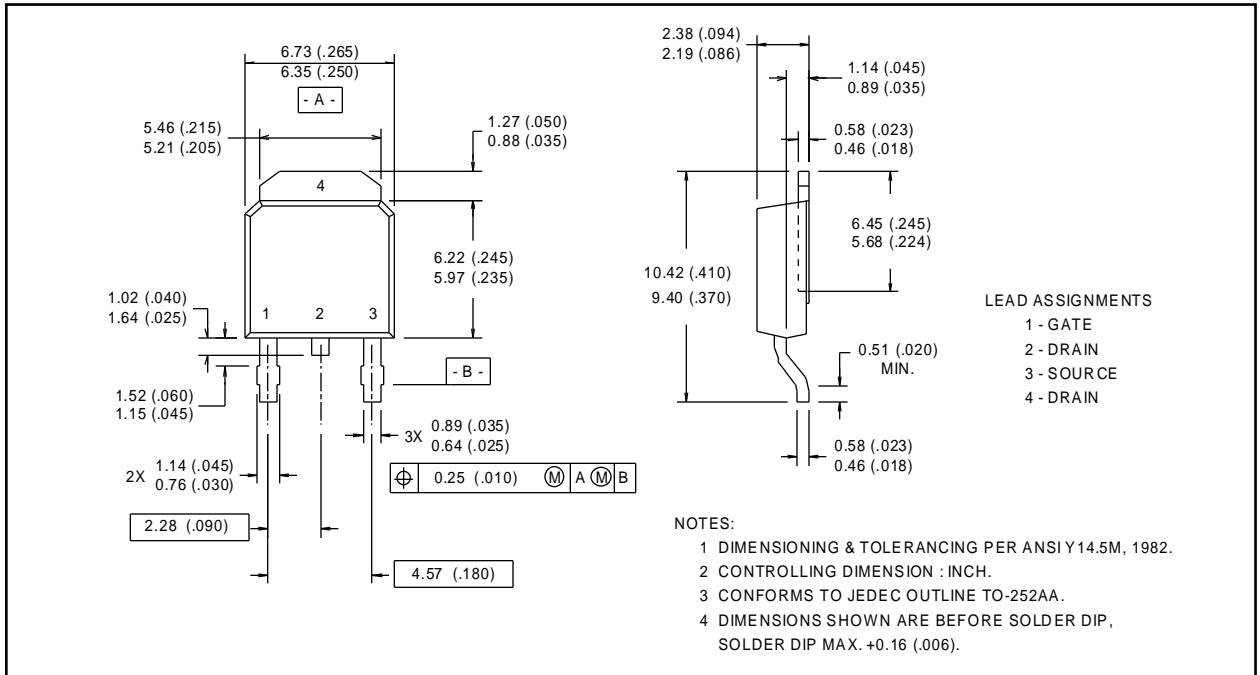 6.73 (.265)
6.35 (.250)
- A -
5.46 (.215)
5.21 (.205)
1.27 (.050)
0.88 (.035)
4
6.22 (.245)
5.97 (.235)
1.02 (.040)
1.64 (.025)
1 2 3
- B -
1.52 (.060)
1.15 (.045)
3X 0.89 (.035)
0.64 (.025)
2X 1.14 (.045)
0.76 (.030)
⌖ 0.25 (.010) Ⓜ A Ⓜ B
2.28 (.090)
4.57 (.180)
2.38 (.094)
2.19 (.086)
1.14 (.045)
0.89 (.035)
0.58 (.023)
0.46 (.018)
6.45 (.245)
5.68 (.224)
10.42 (.410)
9.40 (.370)
0.51 (.020)
MIN.
0.58 (.023)
0.46 (.018)
LEAD ASSIGNMENTS
1 - GATE
2 - DRAIN
3 - SOURCE
4 - DRAIN
NOTES:
1 DIMENSIONING & TOLERANCING PER ANSI Y14.5M, 1982.
2 CONTROLLING DIMENSION : INCH.
3 CONFORMS TO JEDEC OUTLINE TO-252AA.
4 DIMENSIONS SHOWN ARE BEFORE SOLDER DIP,
SOLDER DIP MAX. +0.16 (.006).